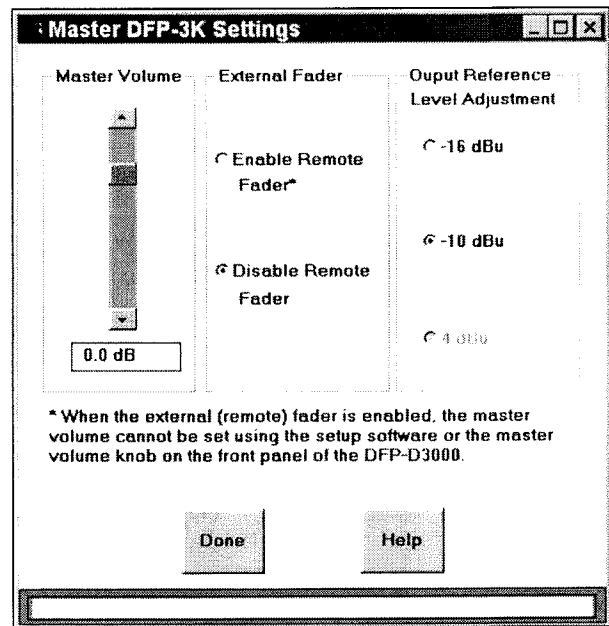 Master DFP-3K Settings
Master Volume
0.0 dB
External Fader
Enable Remote
Fader*
Disable Remote
Fader
Ouput Reference
Level Adjustment
-16 dBu
-10 dBu
4 dBu
* When the external (remote) fader is enabled, the master
volume cannot be set using the setup software or the master
volume knob on the front panel of the DFP-D3000.
Done
Help